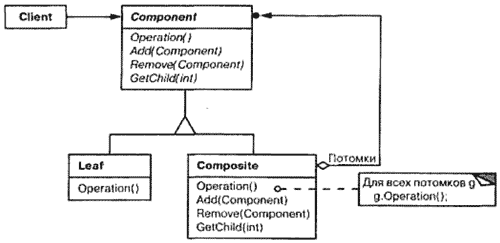 Client
Component
Operation()
Add(Component)
Remove(Component)
GetChild(int)
Leaf
Operation()
Composite
Operation()
Add(Component)
Remove(Component)
GetChild(int)
Потомки
Для всех потомков g
g.Operation();